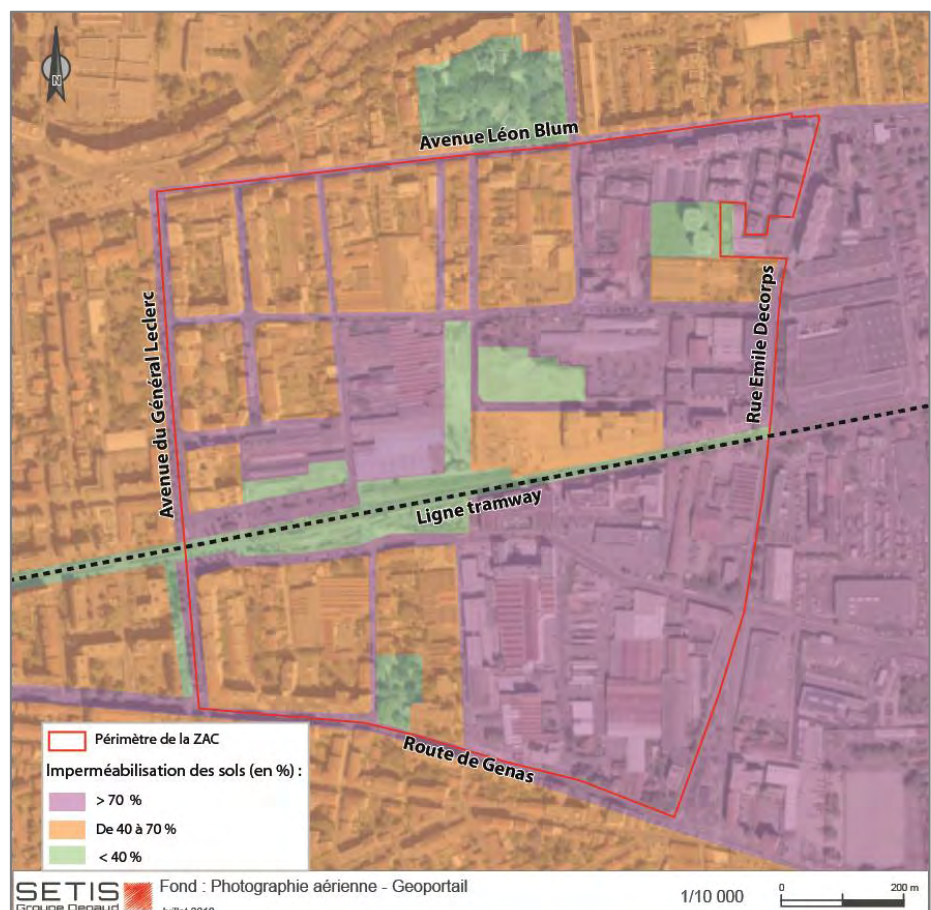 N
Avenue Léon Blum
Avenue du Général Leclerc
Rue Emile Decorps
Ligne tramway
Route de Genas
Périmètre de la ZAC
Imperméabilisation des sols (en %) :
> 70 %
De 40 à 70 %
< 40 %
SETIS
Groupe Degaud
Fond : Photographie aérienne - Geoportail
1/10 000
0 200 m